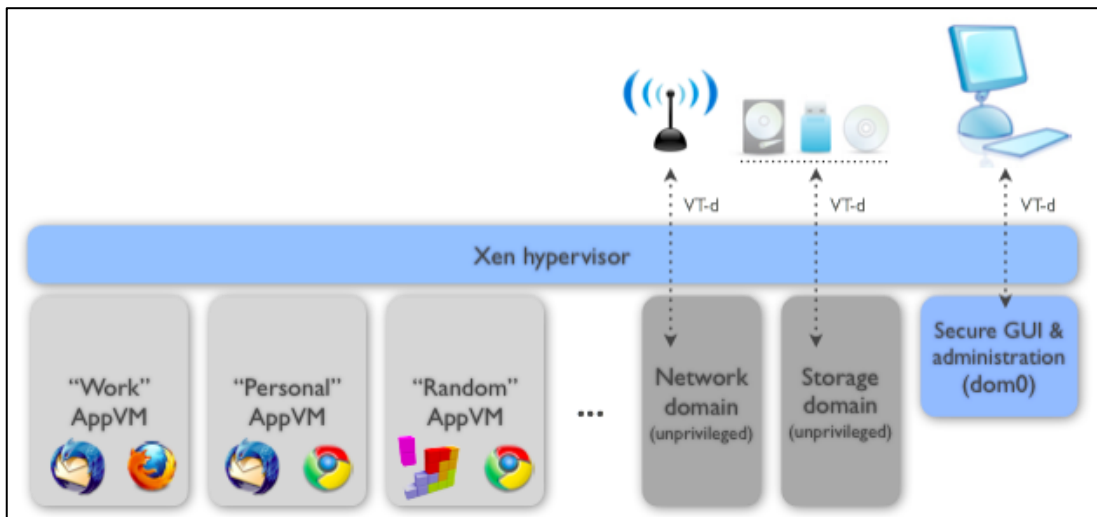 VT-d
VT-d
VT-d
Xen hypervisor
“Work”
AppVM
“Personal”
AppVM
“Random”
AppVM
...
Network
domain
(unprivileged)
Storage
domain
(unprivileged)
Secure GUI &
administration
(dom0)